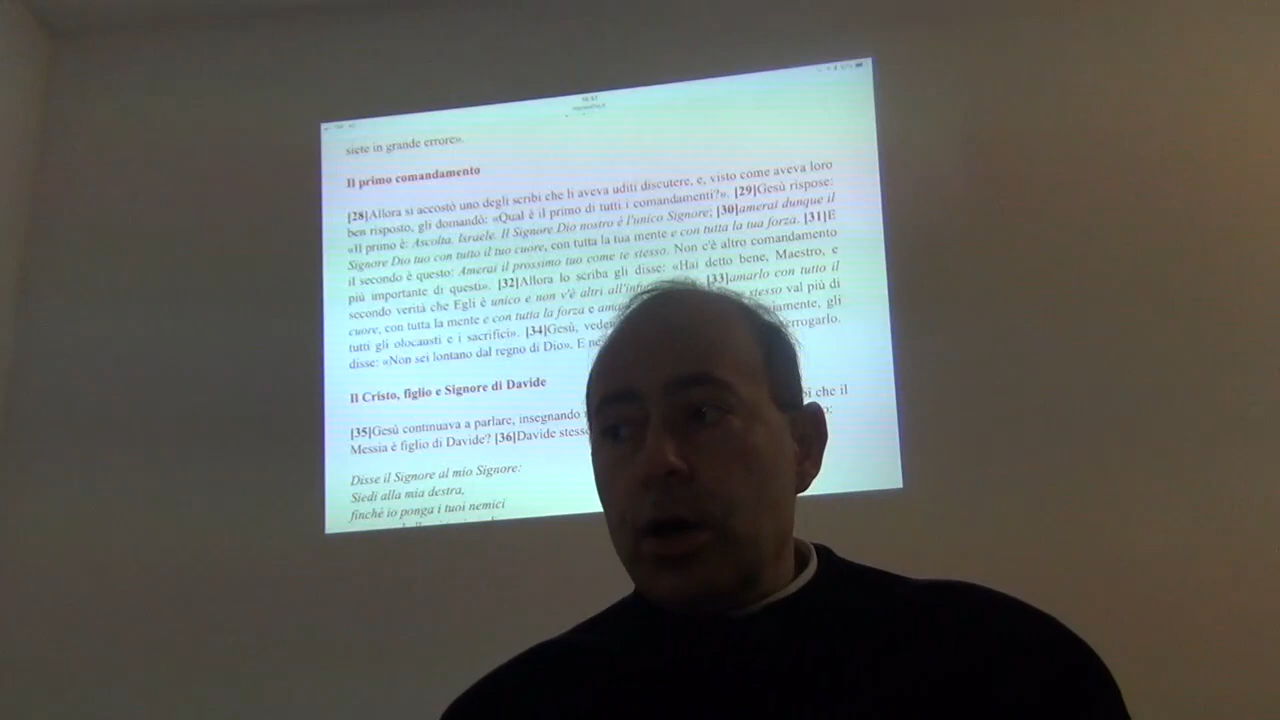 siete in grande errore».
Il primo comandamento
[28]Allora si accostò uno degli scribi che li aveva uditi discutere, e, visto come aveva loro
ben risposto, gli domandò: «Qual è il primo di tutti i comandamenti?». [29]Gesù rispose:
«Il primo è: Ascolta, Israele. Il Signore Dio nostro è l'unico Signore; [30]amerai dunque il
Signore Dio tuo con tutto il tuo cuore, con tutta la tua mente e con tutta la tua forza. [31]E
il secondo è questo: Amerai il prossimo tuo come te stesso. Non c'è altro comandamento
più importante di questi». [32]Allora lo scriba gli disse: «Hai detto bene, Maestro, e
secondo verità che Egli è unico e non v'è altri all'infu [33]amarlo con tutto il
cuore, con tutta la mente e con tutta la forza e ama stesso val più di
tutti gli olocausti e i sacrifici». [34]Gesù, veden iamente, gli
disse: «Non sei lontano dal regno di Dio». E ne errogarlo.
Il Cristo, figlio e Signore di Davide
[35]Gesù continuava a parlare, insegnando che il
Messia è figlio di Davide? [36]Davide stess o:
Disse il Signore al mio Signore:
Siedi alla mia destra,
finché io ponga i tuoi nemici